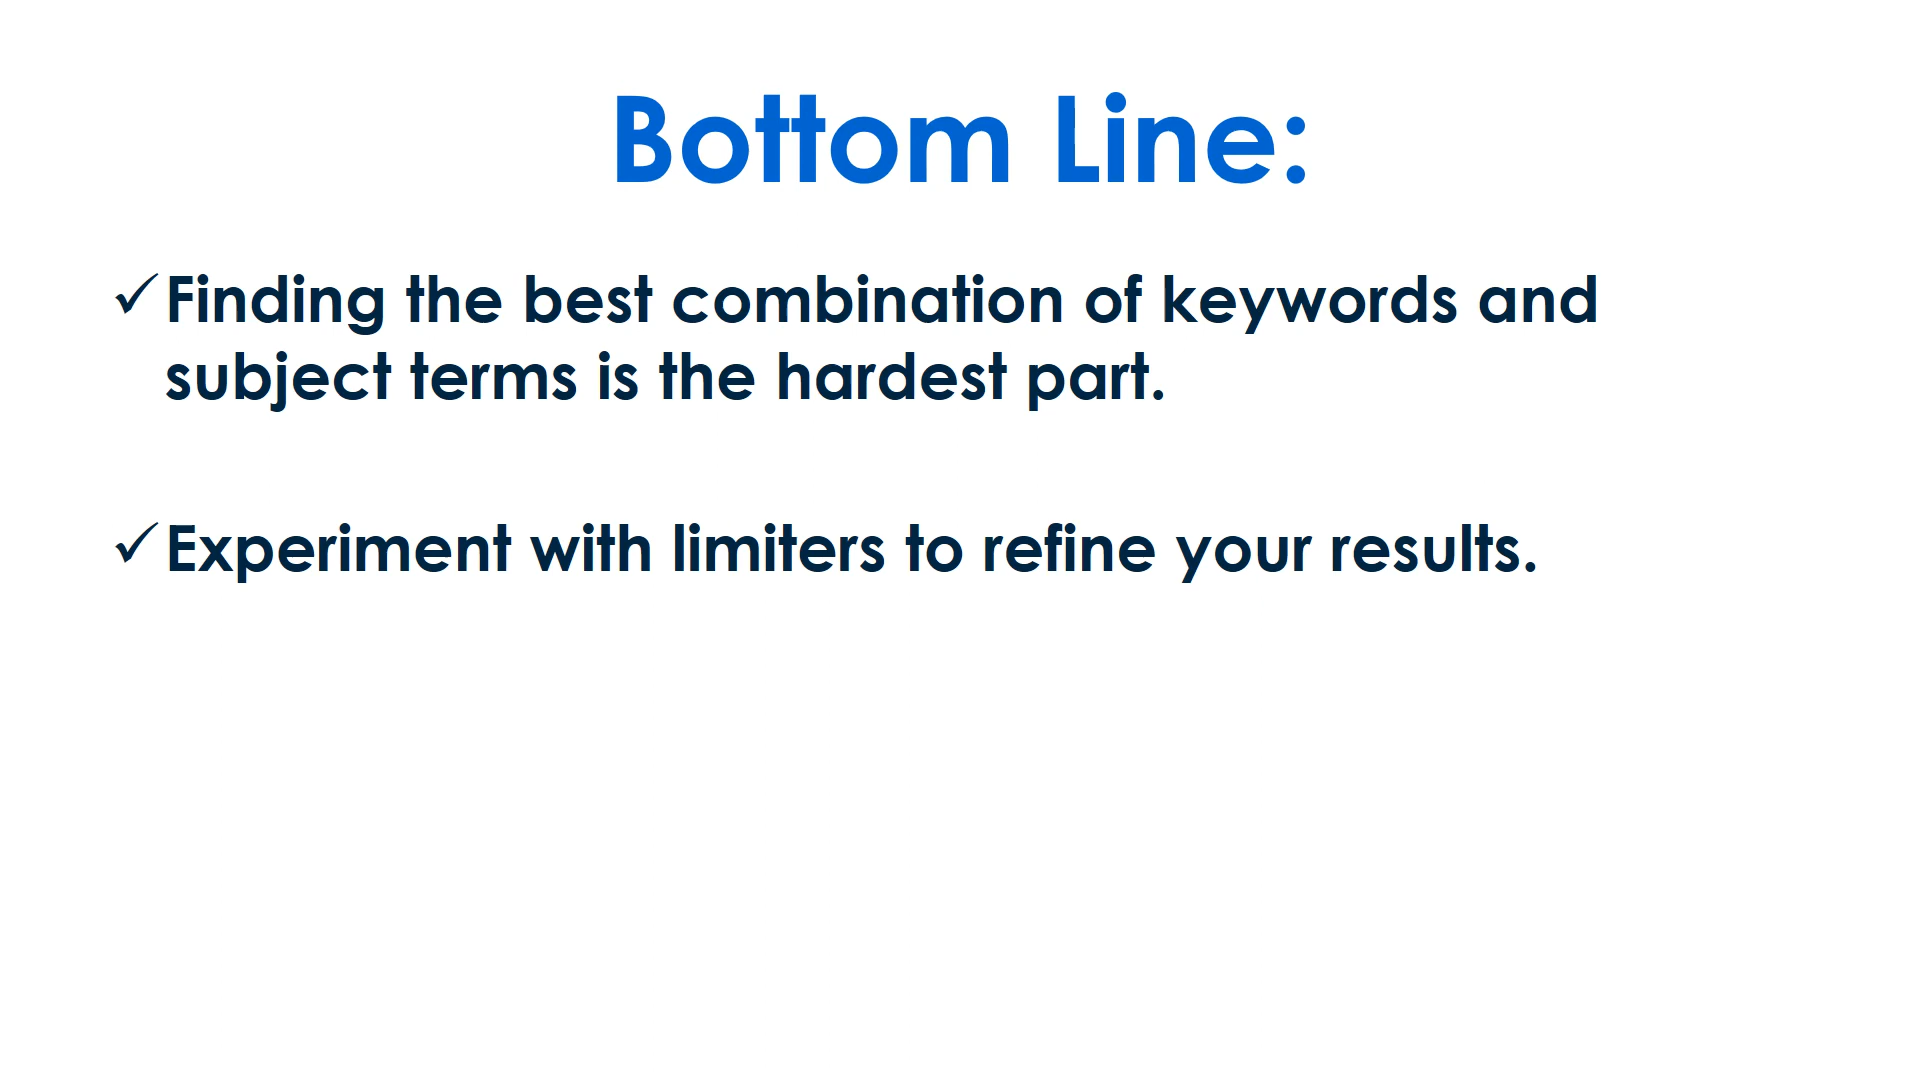 Bottom Line:
✓Finding the best combination of keywords and
subject terms is the hardest part.
✓Experiment with limiters to refine your results.